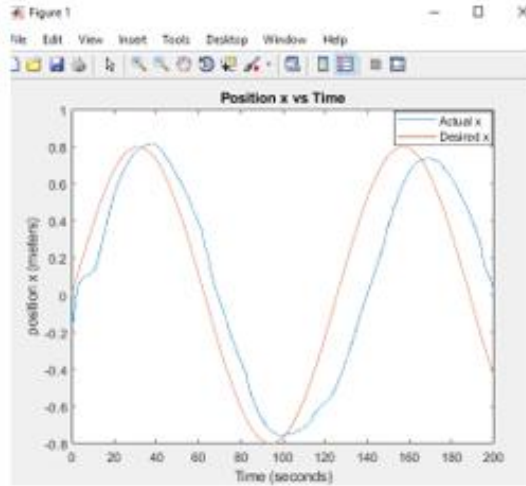 Figure 1
File Edit View Insert Tools Desktop Window Help
Position x vs Time
Actual x
Desired x
position x (meters)
1
0.8
0.6
0.4
0.2
0
-0.2
-0.4
-0.6
-0.8
0 20 40 60 80 100 120 140 160 180 200
Time (seconds)